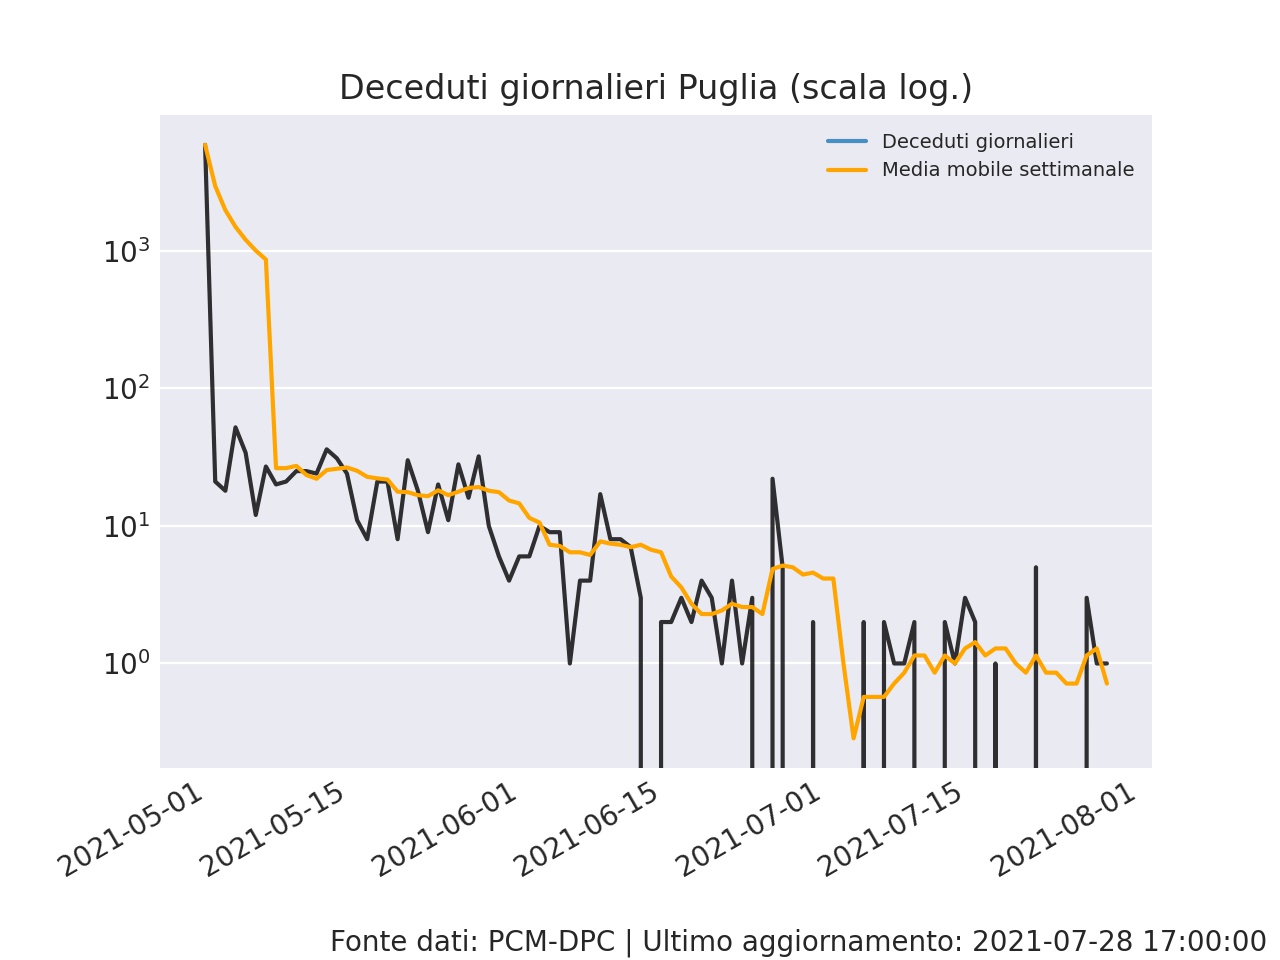 Deceduti giornalieri Puglia (scala log.)
Deceduti giornalieri
Media mobile settimanale
10³
10²
10¹
10⁰
2021-05-01
2021-05-15
2021-06-01
2021-06-15
2021-07-01
2021-07-15
2021-08-01
Fonte dati: PCM-DPC | Ultimo aggiornamento: 2021-07-28 17:00:00